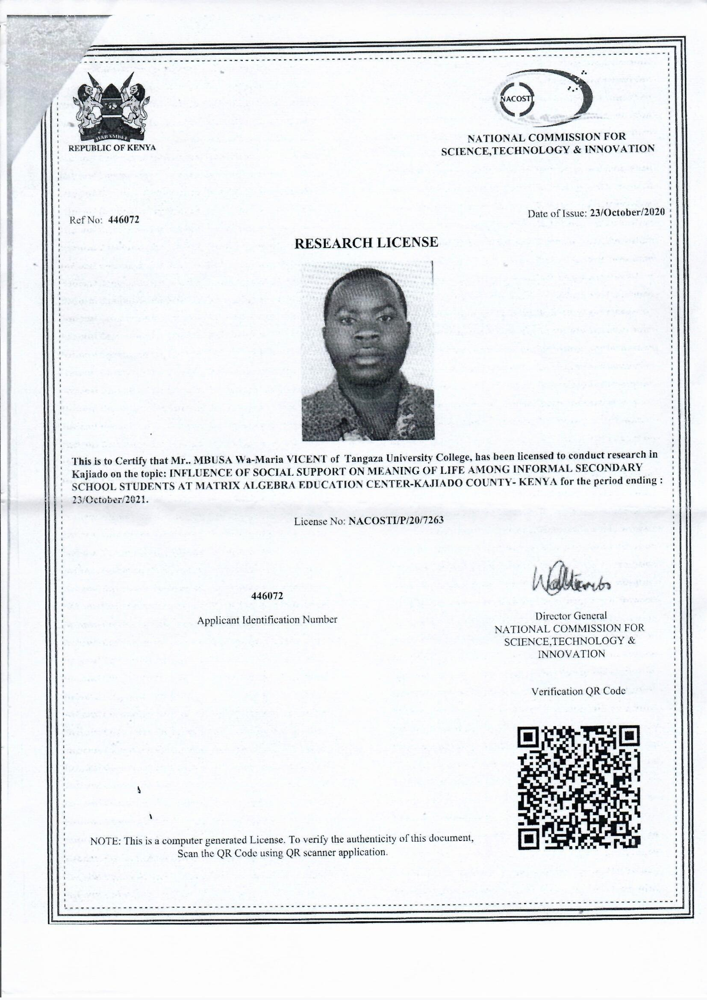 HARAMBEE
REPUBLIC OF KENYA
NACOSTI
NATIONAL COMMISSION FOR
SCIENCE,TECHNOLOGY & INNOVATION
Ref No: 446072
Date of Issue: 23/October/2020
RESEARCH LICENSE
This is to Certify that Mr.. MBUSA Wa-Maria VICENT of Tangaza University College, has been licensed to conduct research in
Kajiado on the topic: INFLUENCE OF SOCIAL SUPPORT ON MEANING OF LIFE AMONG INFORMAL SECONDARY
SCHOOL STUDENTS AT MATRIX ALGEBRA EDUCATION CENTER-KAJIADO COUNTY- KENYA for the period ending :
23/October/2021.
License No: NACOSTI/P/20/7263
446072
Applicant Identification Number
Director General
NATIONAL COMMISSION FOR
SCIENCE,TECHNOLOGY &
INNOVATION
Verification QR Code
NOTE: This is a computer generated License. To verify the authenticity of this document,
Scan the QR Code using QR scanner application.